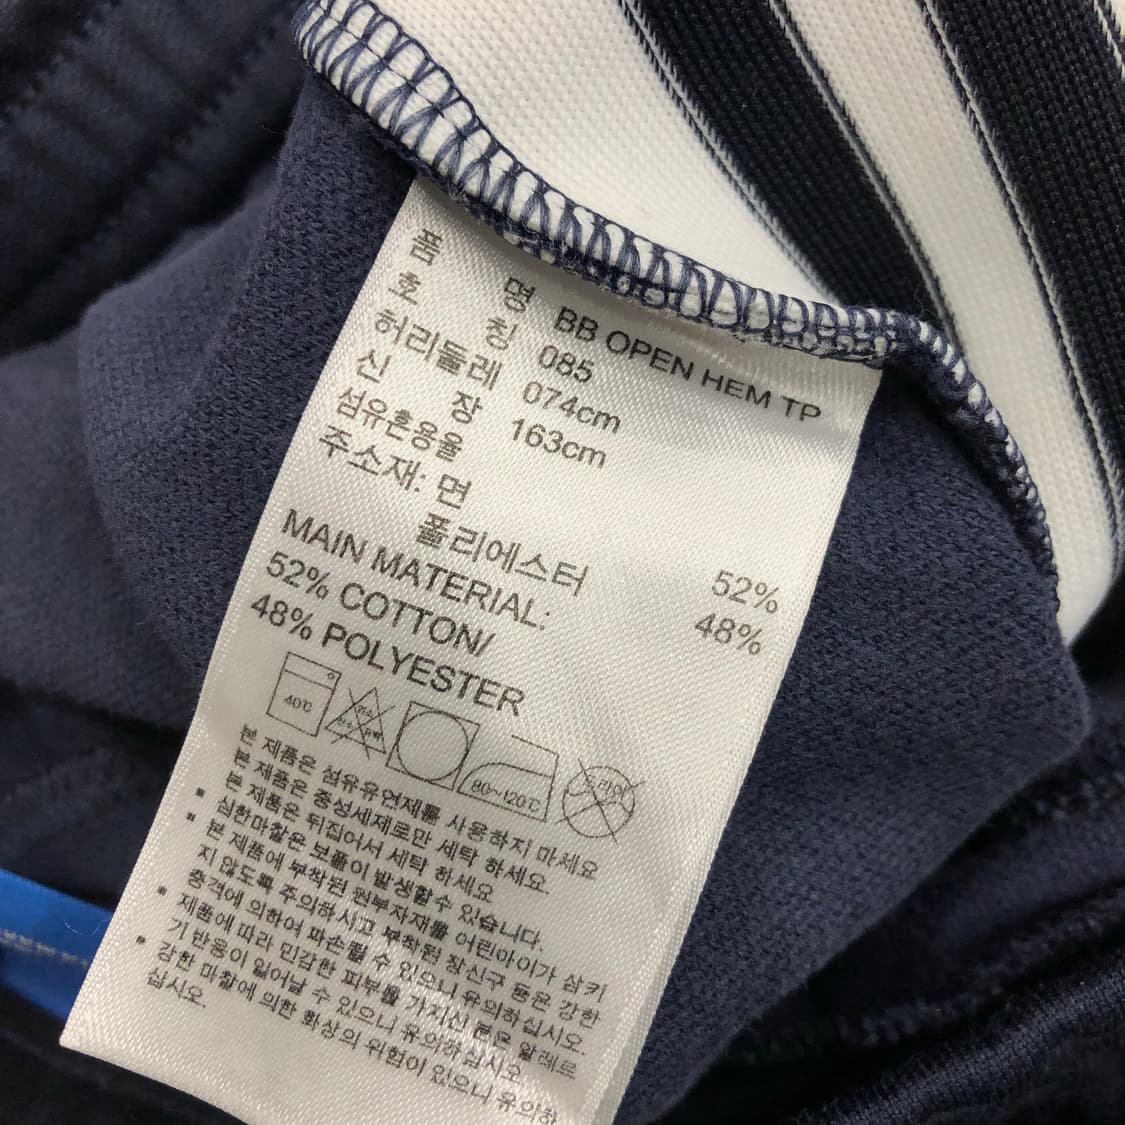 품 명 BB OPEN HEM TP
호 칭 085
허리둘레 074cm
신 장 163cm
섬유혼용율
주소재: 면 52%
폴리에스터 48%
MAIN MATERIAL:
52% COTTON/
48% POLYESTER
40℃ 80~120℃ 드라이
본 제품은 섬유유연제를 사용하지 마세요
본 제품은 중성세제로만 세탁 하세요
본 제품은 뒤집어서 세탁 하세요.
• 심한마찰은 보풀이 발생할수 있습니다.
• 본 제품에 부착된 원부자재를 어린아이가 삼키
지 않도록 주의하시고 부착된 장신구 등은 강한
충격에 의하여 파손될 수 있으니 유의하십시오.
• 제품에 따라 민감한 피부를 가지신 분은 알레르
기 반응이 일어날 수 있으니 유의하십시오
• 강한 마찰에 의한 화상의 위험이 있으니 유의하
십시오.